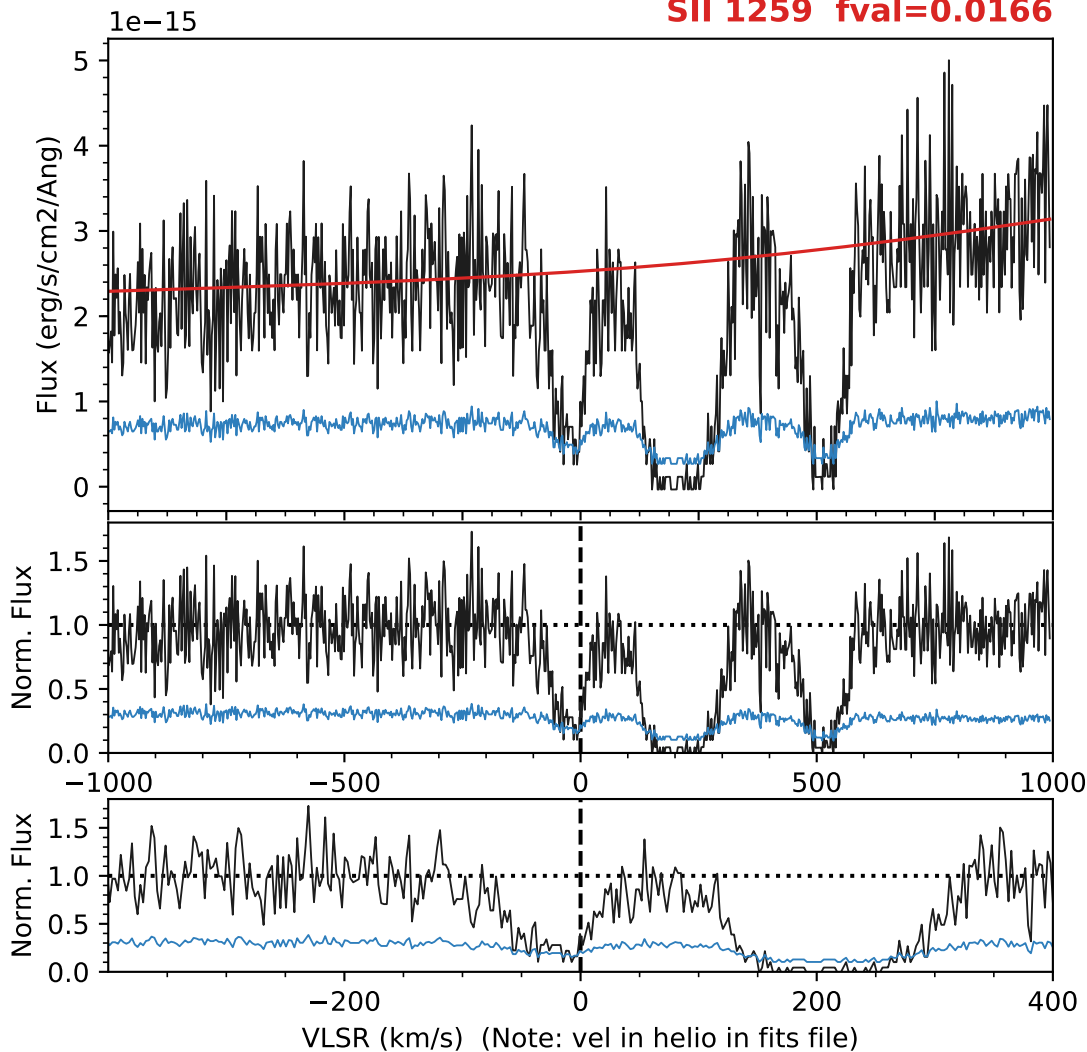 SII 1259 fval=0.0166
1e−15
5
4
3
2
1
0
Flux (erg/s/cm2/Ang)
1.5
1.0
0.5
0.0
Norm. Flux
−1000 −500 0 500 1000
1.5
1.0
0.5
0.0
Norm. Flux
−200 0 200 400
VLSR (km/s) (Note: vel in helio in fits file)